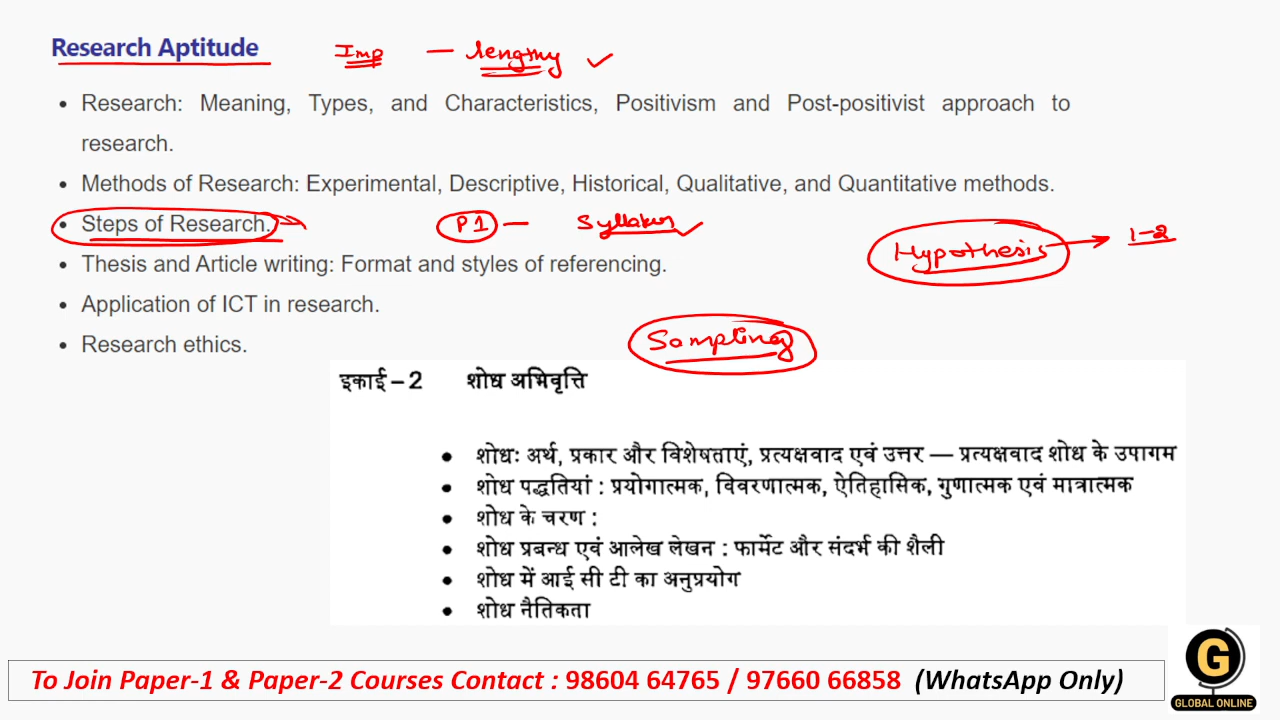 Research Aptitude Imp – lengthy ✓
• Research: Meaning, Types, and Characteristics, Positivism and Post-positivist approach to
research.
• Methods of Research: Experimental, Descriptive, Historical, Qualitative, and Quantitative methods.
• Steps of Research. → P1 – Syllabus ✓
Hypothesis → 1-2
• Thesis and Article writing: Format and styles of referencing.
• Application of ICT in research.
Sampling
• Research ethics.
इकाई – 2 शोध अभिवृत्ति
• शोधः अर्थ, प्रकार और विशेषताएं, प्रत्यक्षवाद एवं उत्तर — प्रत्यक्षवाद शोध के उपागम
• शोध पद्धतियां : प्रयोगात्मक, विवरणात्मक, ऐतिहासिक, गुणात्मक एवं मात्रात्मक
• शोध के चरण :
• शोध प्रबन्ध एवं आलेख लेखन : फार्मेट और संदर्भ की शैली
• शोध में आई सी टी का अनुप्रयोग
• शोध नैतिकता
To Join Paper-1 & Paper-2 Courses Contact : 98604 64765 / 97660 66858 (WhatsApp Only)
G
GLOBAL ONLINE